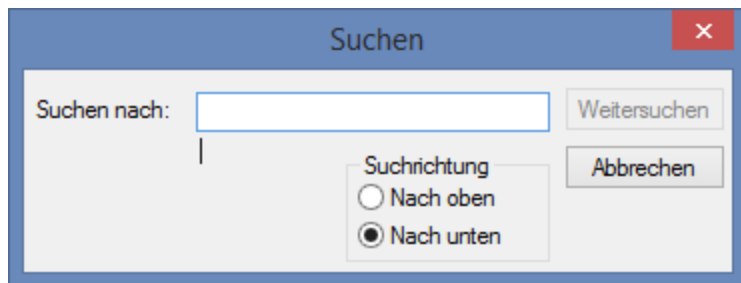 Suchen
Suchen nach:
Weitersuchen
Suchrichtung
Abbrechen
Nach oben
Nach unten